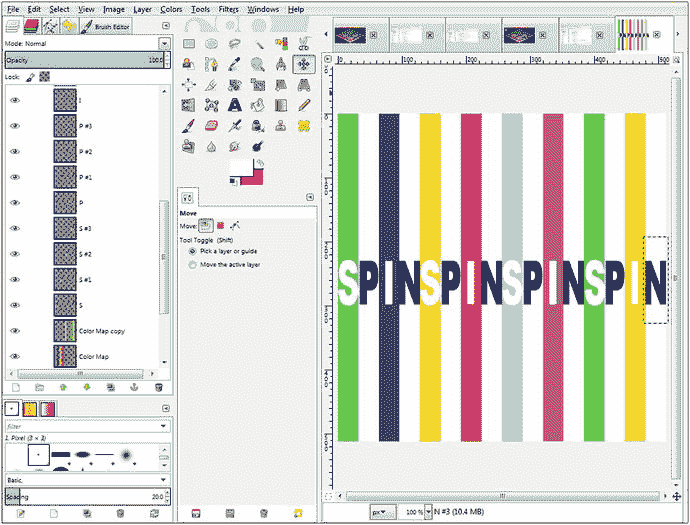 File Edit Select View Image Layer Colors Tools Filters Windows Help
Brush Editor
Mode: Normal
Opacity 100.0
Lock:
I
P #3
P #2
P #1
P
S #3
S #2
S #1
S
Color Map copy
Color Map
filter
1. Pixel (3 × 3)
Basic,
Spacing 20.0
Move
Move:
Tool Toggle (Shift)
Pick a layer or guide
Move the active layer
0 100 200 300 400 500
SPINSPINSPINSPIN
px 100 % N #3 (10.4 MB)